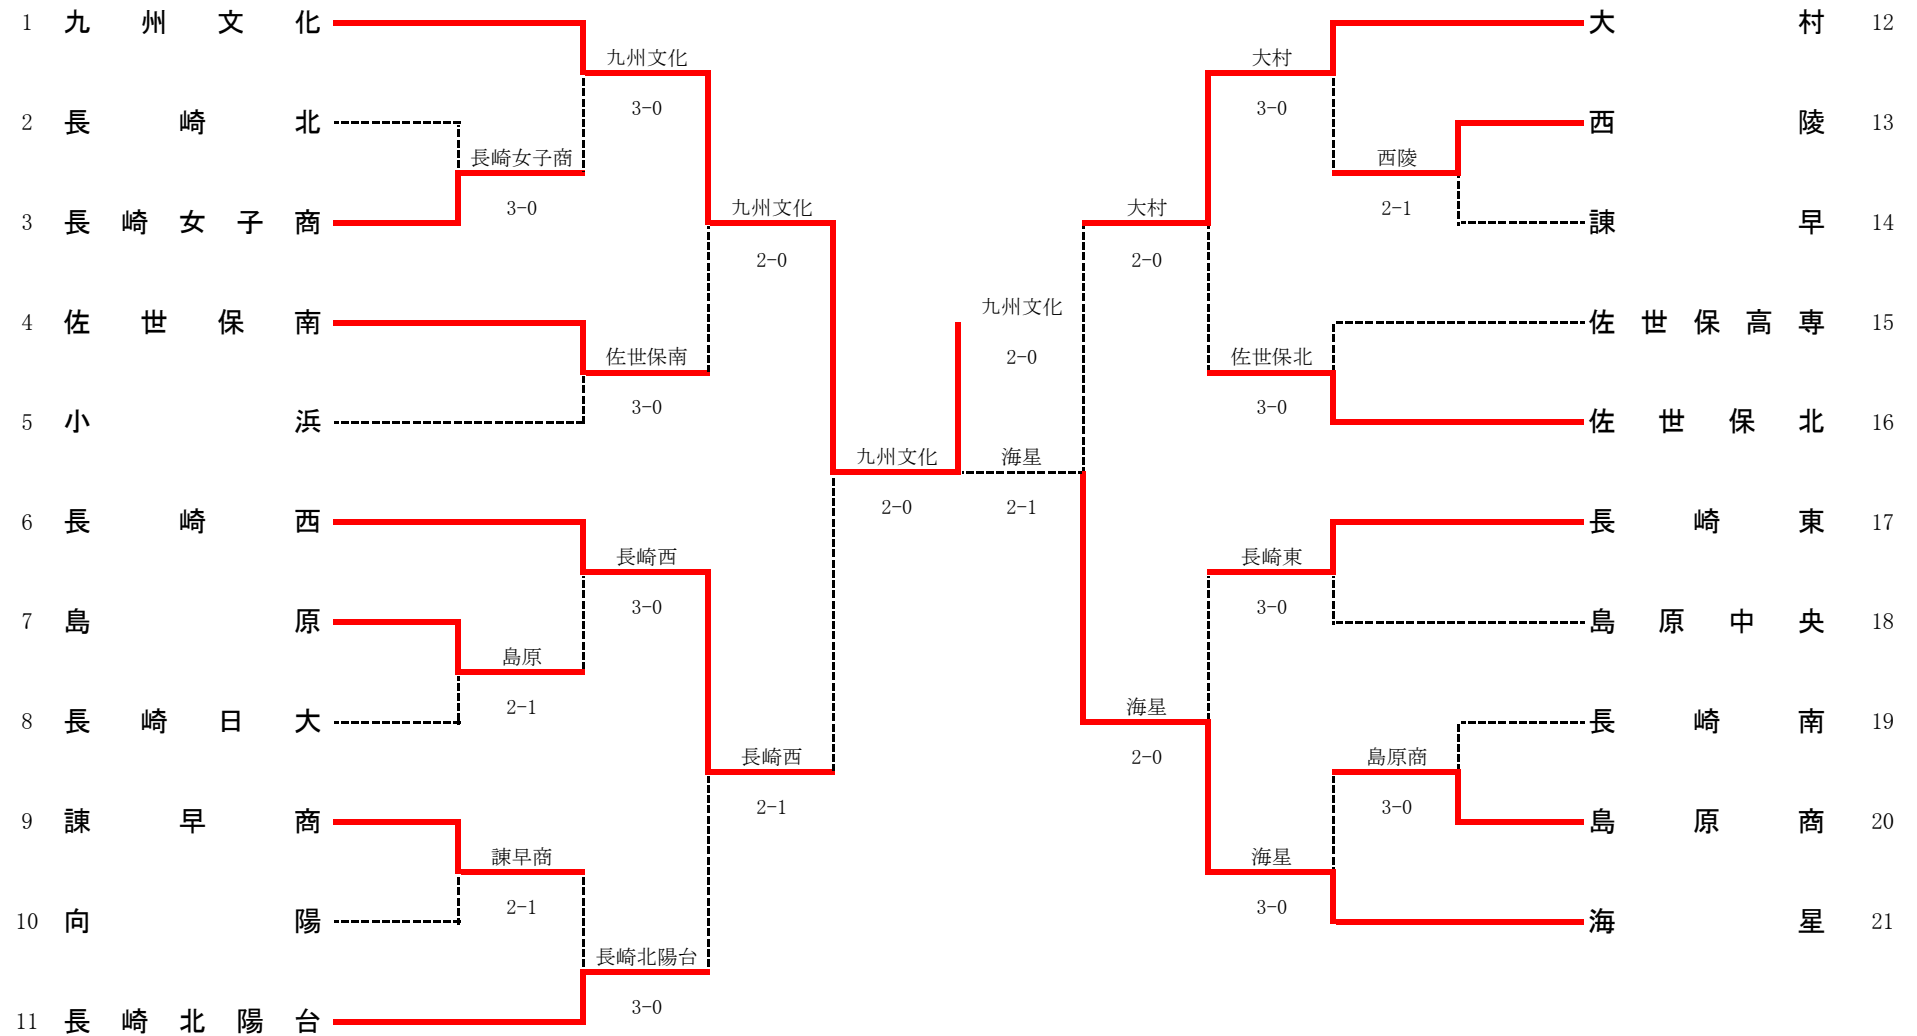 1 九州文化
大村 12
九州文化
大村
3-0
3-0
2 長崎北
西陵 13
長崎女子商
西陵
3-0
2-1
3 長崎女子商
九州文化
大村
諫早 14
2-0
2-0
九州文化
4 佐世保南
佐世保高専 15
佐世保南
2-0
佐世保北
3-0
3-0
5 小浜
佐世保北 16
九州文化
海星
2-0
2-1
6 長崎西
長崎東 17
長崎西
長崎東
3-0
3-0
7 島原
島原中央 18
島原
2-1
海星
8 長崎日大
長崎南 19
長崎西
2-0
島原商
2-1
3-0
9 諫早商
島原商 20
諫早商
海星
2-1
3-0
10 向陽
海星 21
長崎北陽台
3-0
11 長崎北陽台